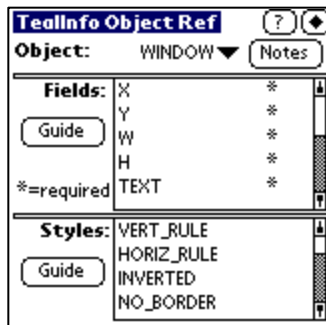 TealInfo Object Ref ?
Object: WINDOW Notes
Fields: X *
Y *
Guide W *
H *
*=required TEXT *
Styles: VERT_RULE
HORIZ_RULE
Guide INVERTED
NO_BORDER